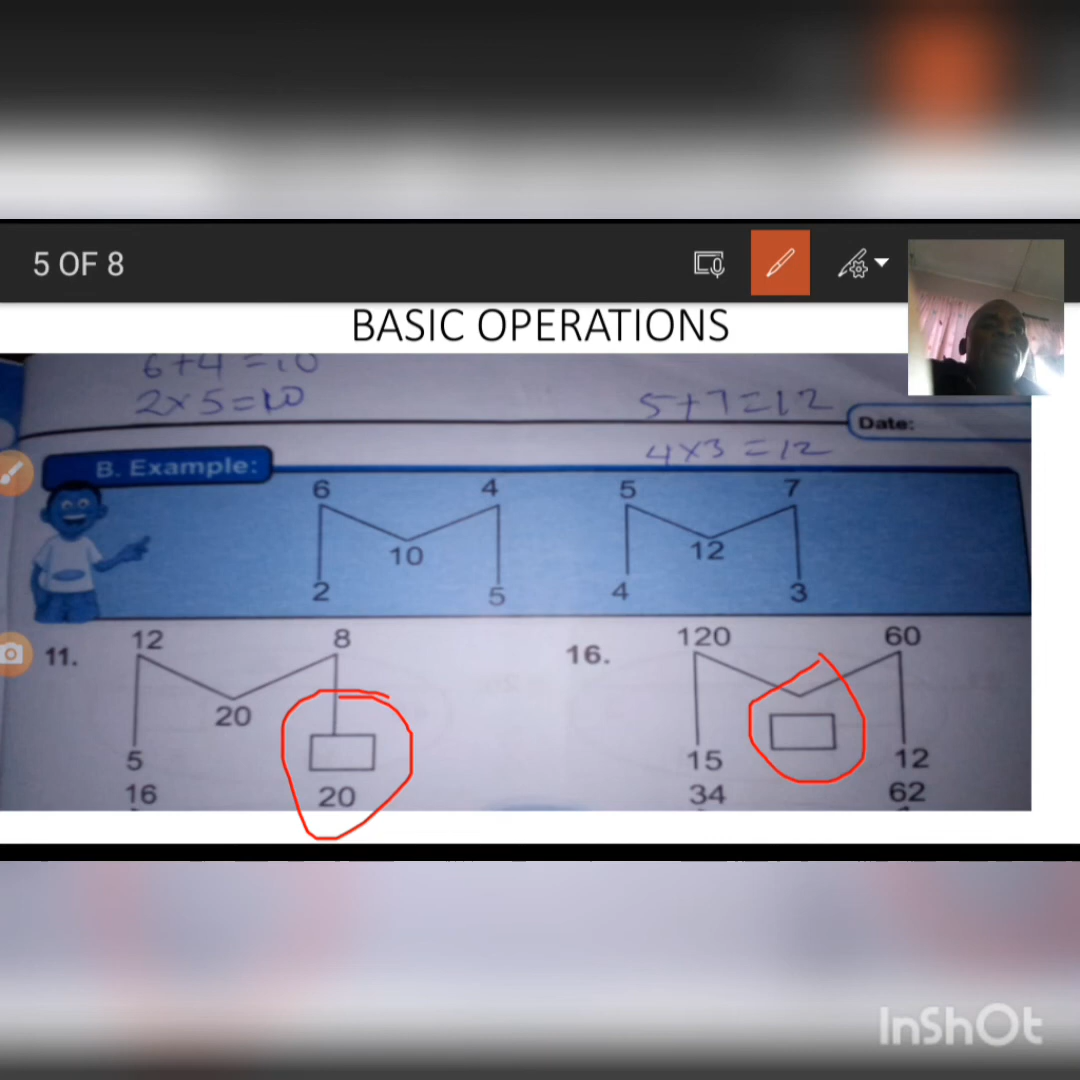 5 OF 8
BASIC OPERATIONS
6+4=10
2×5=10
5+7=12
Date:
4×3=12
B. Example:
6 4 5 7
10 12
2 5 4 3
11. 12 8 16. 120 60
20
5 15 12
16 20 34 62
InShOt